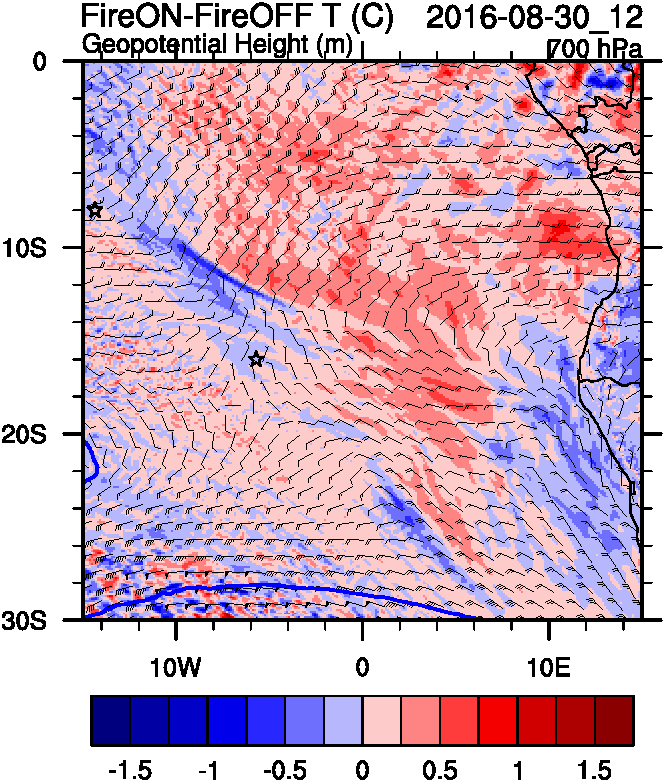 FireON-FireOFF T (C) 2016-08-30_12
Geopotential Height (m) 700 hPa
0
10S
20S
30S
10W 0 10E
-1.5 -1 -0.5 0 0.5 1 1.5